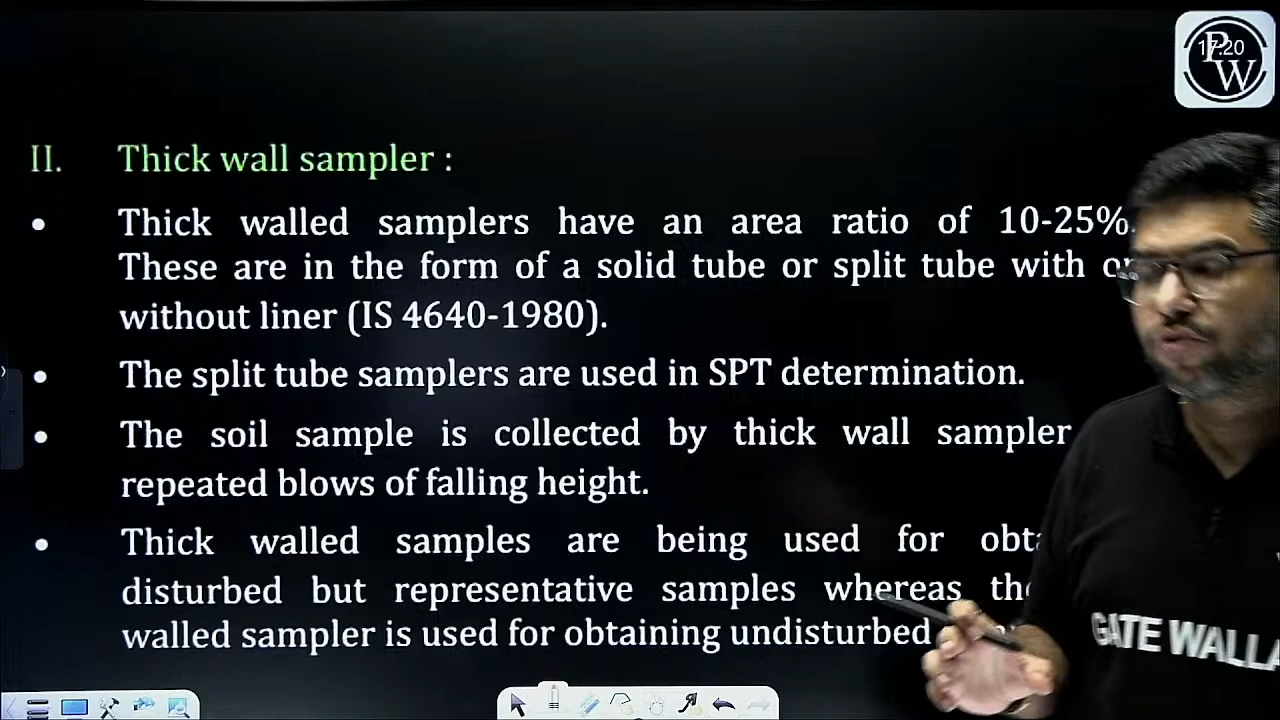 17:20
PW
II. Thick wall sampler :
• Thick walled samplers have an area ratio of 10-25%.
These are in the form of a solid tube or split tube with or
without liner (IS 4640-1980).
• The split tube samplers are used in SPT determination.
• The soil sample is collected by thick wall sampler
repeated blows of falling height.
• Thick walled samples are being used for
disturbed but representative samples whereas
walled sampler is used for obtaining undisturbed
GATE WALLA